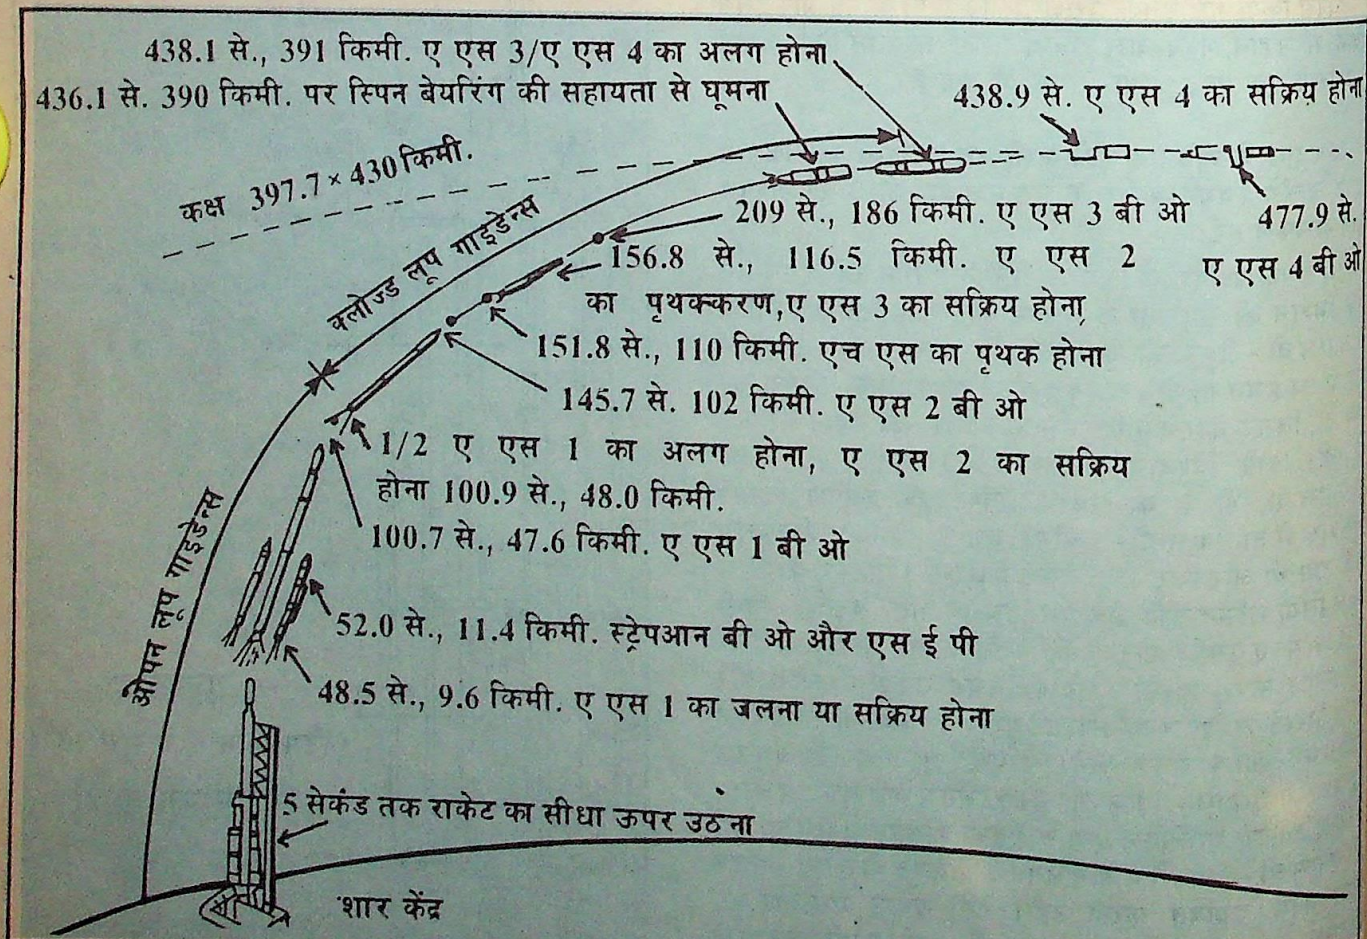 438.1 से., 391 किमी. ए एस 3/ए एस 4 का अलग होना
436.1 से. 390 किमी. पर स्पिन बेयरिंग की सहायता से घूमना
438.9 से. ए एस 4 का सक्रिय होना
कक्ष 397.7 × 430 किमी.
क्लोज्ड लूप गाइडेन्स
209 से., 186 किमी. ए एस 3 बी ओ
477.9 से.
ए एस 4 बी ओ
156.8 से., 116.5 किमी. ए एस 2
का पृथक्करण, ए एस 3 का सक्रिय होना
151.8 से., 110 किमी. एच एस का पृथक होना
145.7 से. 102 किमी. ए एस 2 बी ओ
1/2 ए एस 1 का अलग होना, ए एस 2 का सक्रिय
होना 100.9 से., 48.0 किमी.
100.7 से., 47.6 किमी. ए एस 1 बी ओ
ओपन लूप गाइडेन्स
52.0 से., 11.4 किमी. स्ट्रेपआन बी ओ और एस ई पी
48.5 से., 9.6 किमी. ए एस 1 का जलना या सक्रिय होना
5 सेकंड तक राकेट का सीधा ऊपर उठना
शार केंद्र